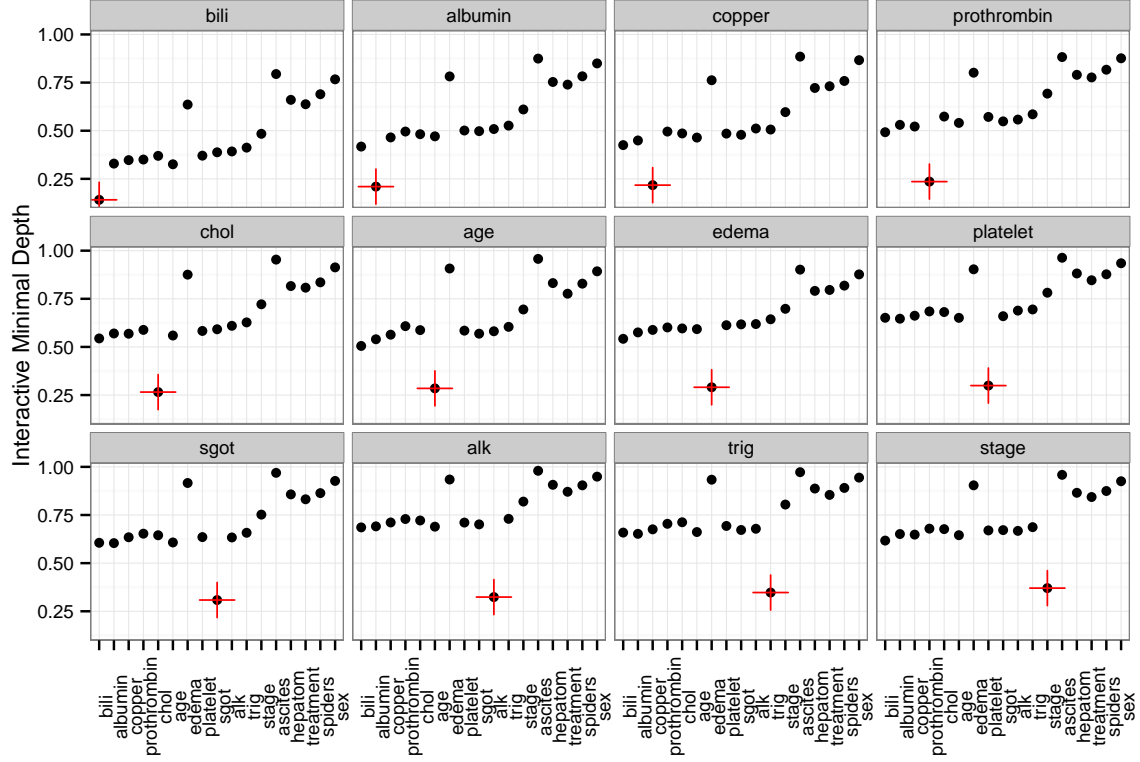 bili albumin copper prothrombin
1.00
0.75
0.50
0.25
chol age edema platelet
1.00
0.75
0.50
0.25
sgot alk trig stage
1.00
0.75
0.50
0.25
Interactive Minimal Depth
bili
albumin
copper
prothrombin
chol
age
edema
platelet
sgot
alk
trig
stage
ascites
hepatom
treatment
spiders
sex
bili
albumin
copper
prothrombin
chol
age
edema
platelet
sgot
alk
trig
stage
ascites
hepatom
treatment
spiders
sex
bili
albumin
copper
prothrombin
chol
age
edema
platelet
sgot
alk
trig
stage
ascites
hepatom
treatment
spiders
sex
bili
albumin
copper
prothrombin
chol
age
edema
platelet
sgot
alk
trig
stage
ascites
hepatom
treatment
spiders
sex